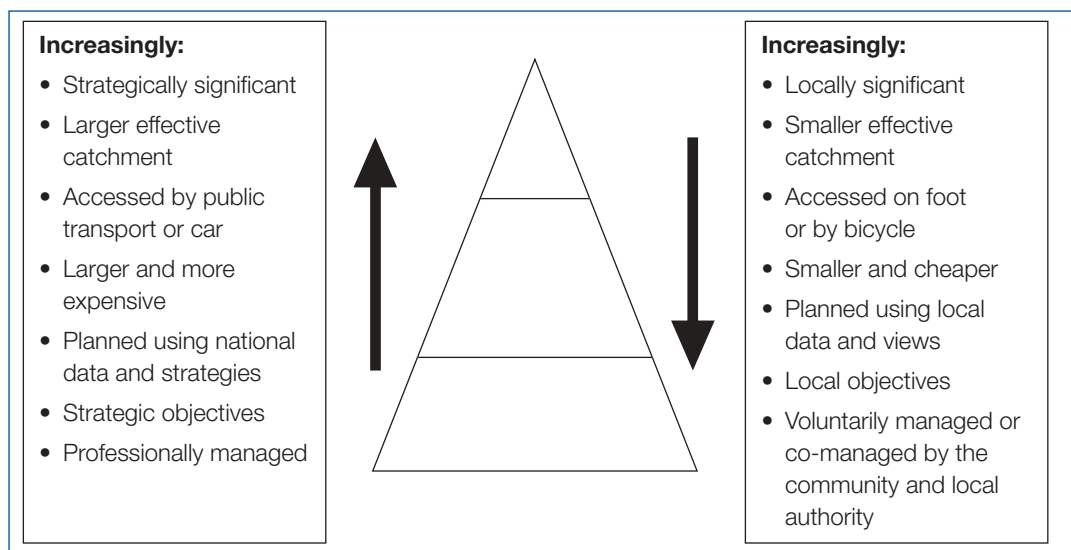 Increasingly:
• Strategically significant
• Larger effective
catchment
• Accessed by public
transport or car
• Larger and more
expensive
• Planned using national
data and strategies
• Strategic objectives
• Professionally managed
Increasingly:
• Locally significant
• Smaller effective
catchment
• Accessed on foot
or by bicycle
• Smaller and cheaper
• Planned using local
data and views
• Local objectives
• Voluntarily managed or
co-managed by the
community and local
authority